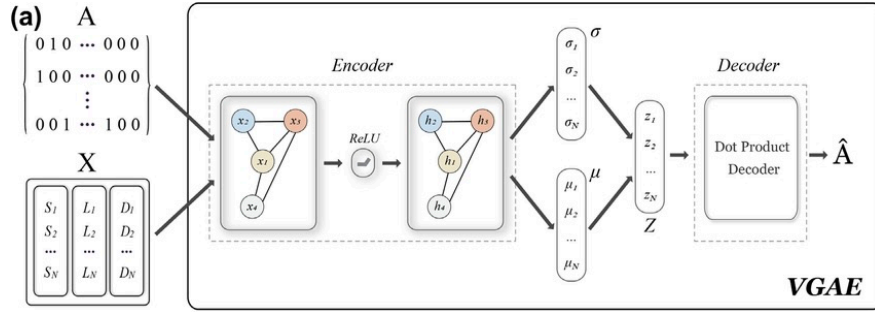 (a)
A
0 1 0 ··· 0 0 0
1 0 0 ··· 0 0 0
⋮
0 0 1 ··· 1 0 0
X
S1 L1 D1
S2 L2 D2
... ... ...
SN LN DN
Encoder
x2 x3
x1
x4
ReLU
h2 h3
h1
h4
σ
σ1
σ2
...
σN
μ
μ1
μ2
...
μN
z1
z2
...
zN
Z
Decoder
Dot Product
Decoder
Â
VGAE